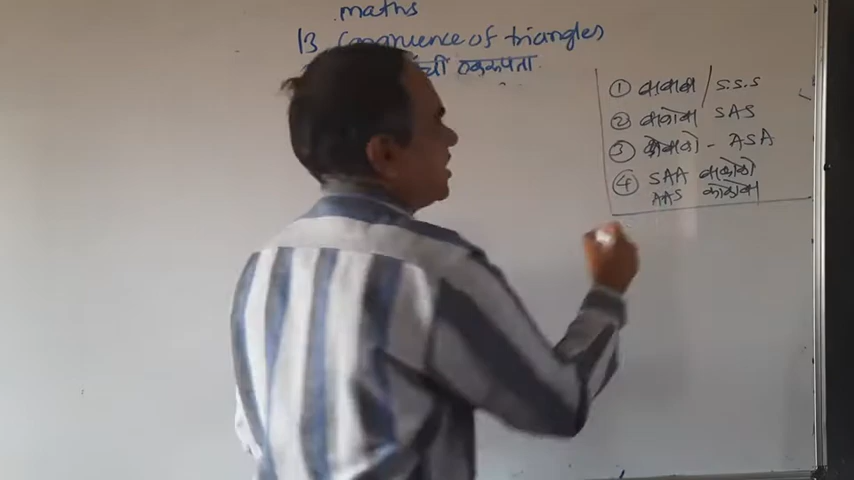 maths
13 Congruence of triangles
एकरूपता
① बाबाबा / S.S.S
② बाकोबा SAS
③ कोबाको - ASA
④ SAA बाकोको
AAS कोकोबा